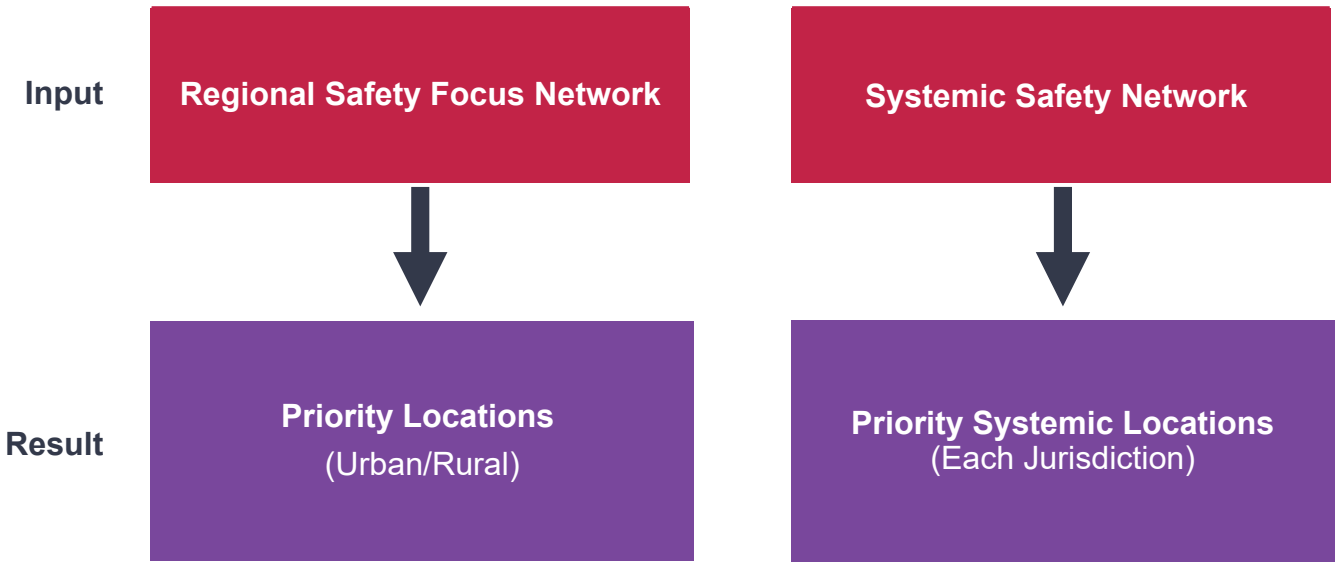 Input
Regional Safety Focus Network
Systemic Safety Network
Result
Priority Locations
(Urban/Rural)
Priority Systemic Locations
(Each Jurisdiction)